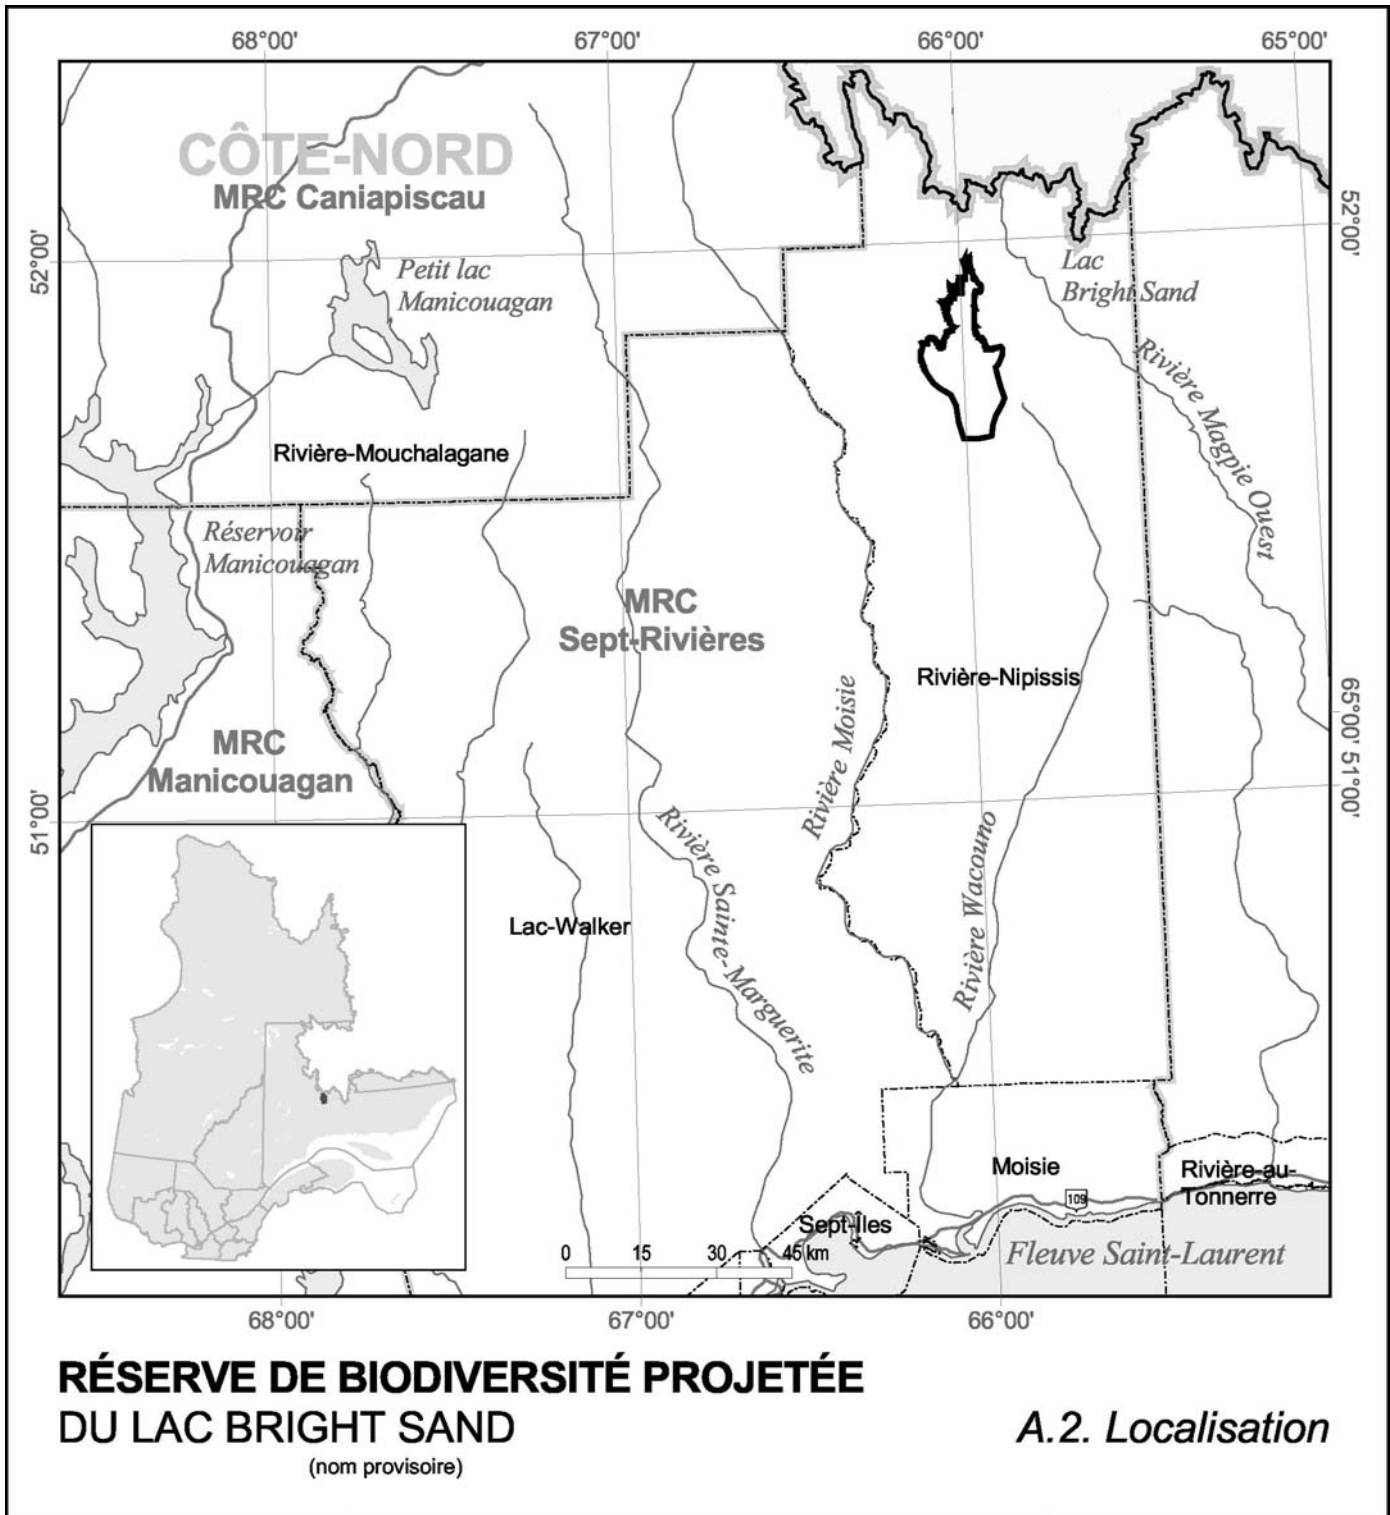 68°00'
67°00'
66°00'
65°00'
CÔTE-NORD
MRC Caniapiscau
52°00'
52°00'
Petit lac
Manicouagan
Lac
Bright Sand
Rivière Magpie Ouest
Rivière-Mouchalagane
Réservoir
Manicouagan
MRC
Sept-Rivières
Rivière-Nipissis
Rivière Moisie
65°00'
51°00'
MRC
Manicouagan
51°00'
Rivière Sainte-Marguerite
Rivière Wacouno
Lac-Walker
Moisie
Rivière-au-
Tonnerre
109
Sept-Îles
Fleuve Saint-Laurent
0 15 30 45 km
68°00'
67°00'
66°00'
RÉSERVE DE BIODIVERSITÉ PROJETÉE
DU LAC BRIGHT SAND
(nom provisoire)
A.2. Localisation